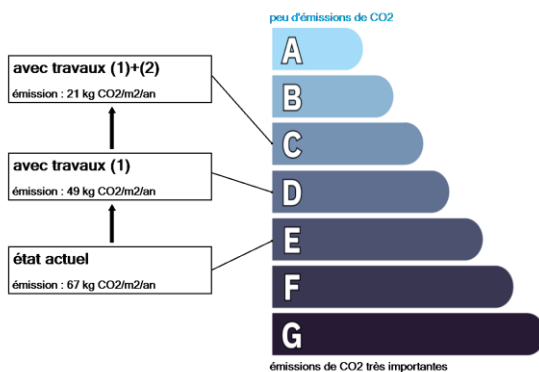 peu d'émissions de CO2
A
avec travaux (1)+(2)
émission : 21 kg CO2/m2/an
B
C
avec travaux (1)
émission : 49 kg CO2/m2/an
D
E
état actuel
émission : 67 kg CO2/m2/an
F
G
émissions de CO2 très importantes